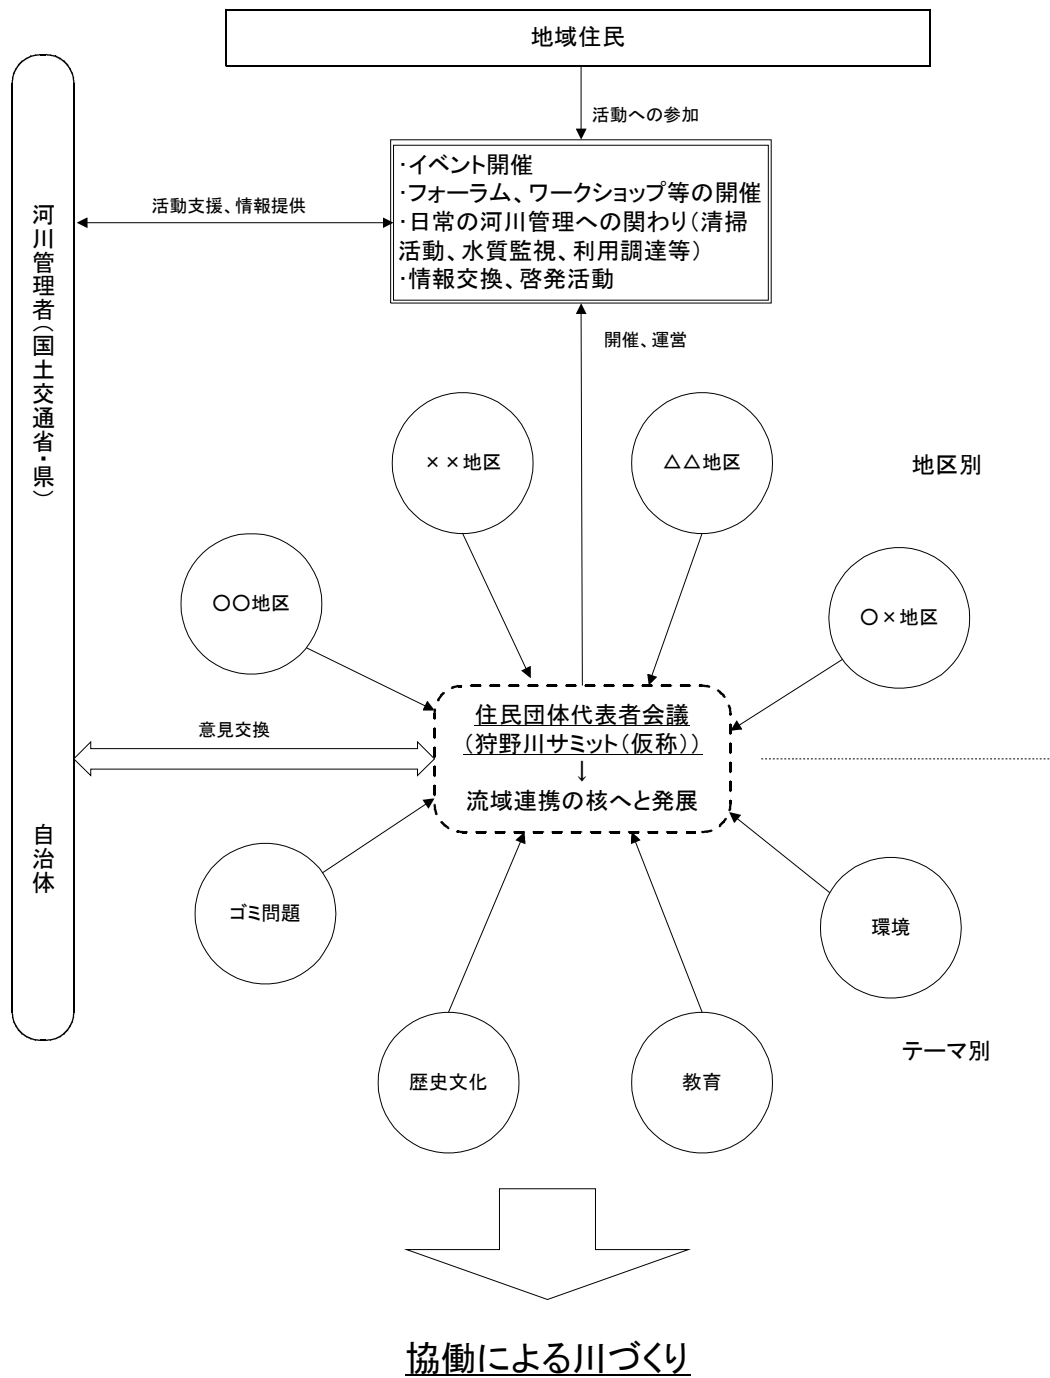 地域住民
活動への参加
・イベント開催
・フォーラム、ワークショップ等の開催
・日常の河川管理への関わり（清掃
活動、水質監視、利用調達等）
・情報交換、啓発活動
活動支援、情報提供
河川管理者（国土交通省・県）
自治体
開催、運営
××地区
△△地区
地区別
〇〇地区
〇×地区
住民団体代表者会議
（狩野川サミット（仮称））
↓
流域連携の核へと発展
意見交換
ゴミ問題
環境
歴史文化
教育
テーマ別
協働による川づくり